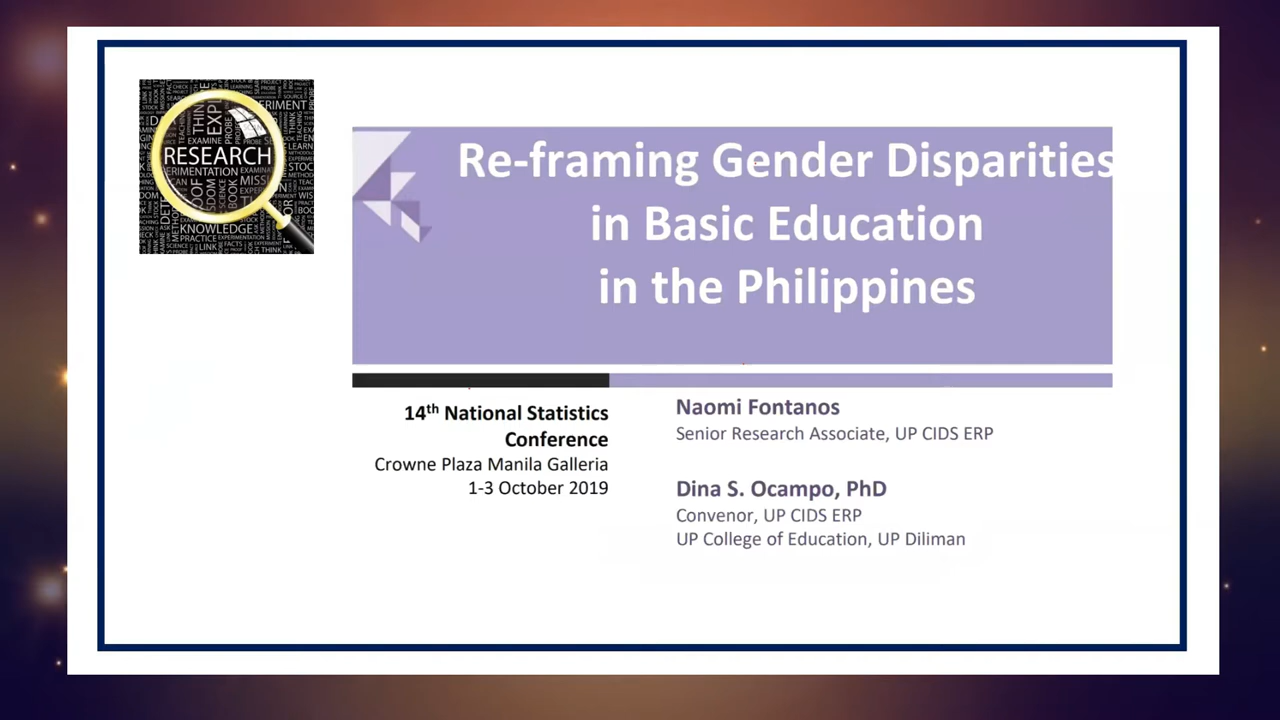 RESEARCH
EXPERIMENTATION
KNOWLEDGE
PRACTICE
Re-framing Gender Disparities
in Basic Education
in the Philippines
14th National Statistics
Conference
Crowne Plaza Manila Galleria
1-3 October 2019
Naomi Fontanos
Senior Research Associate, UP CIDS ERP
Dina S. Ocampo, PhD
Convenor, UP CIDS ERP
UP College of Education, UP Diliman